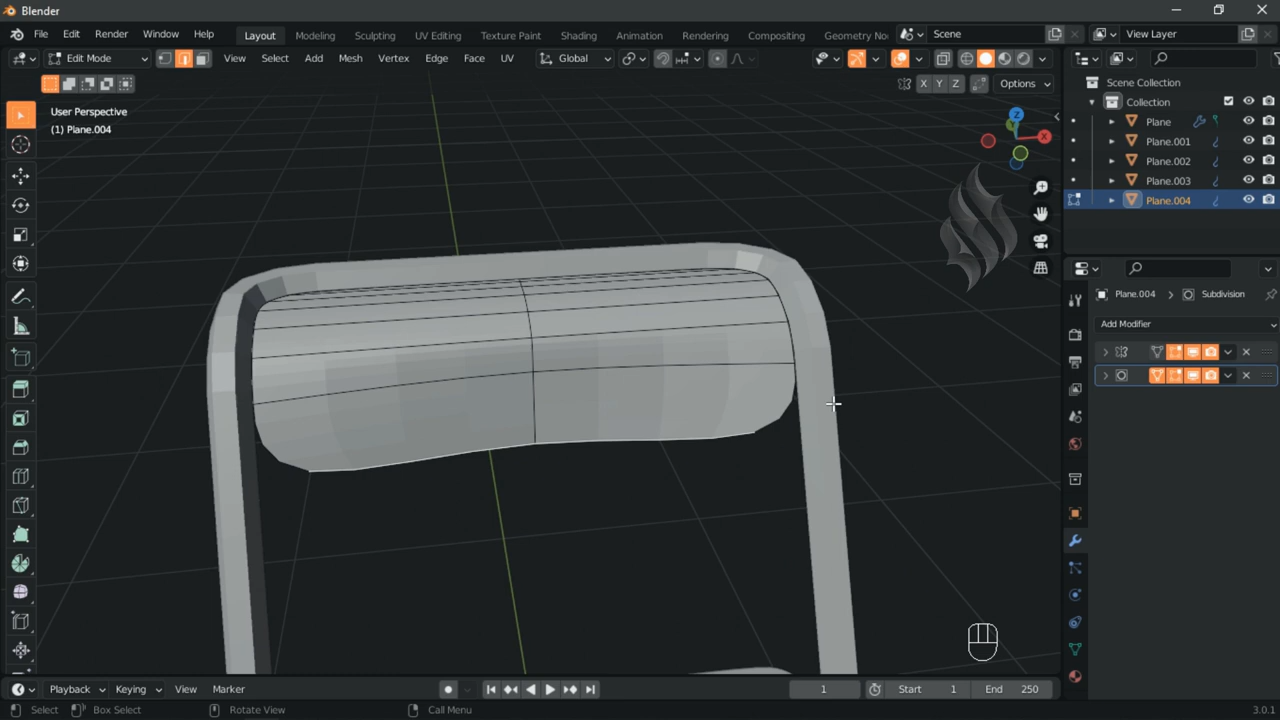 Blender
File Edit Render Window Help Layout Modeling Sculpting UV Editing Texture Paint Shading Animation Rendering Compositing Geometry No Scene View Layer
Edit Mode View Select Add Mesh Vertex Edge Face UV Global
X Y Z Options
User Perspective
(1) Plane.004
Z
X
Scene Collection
Collection
Plane
Plane.001
Plane.002
Plane.003
Plane.004
Plane.004 Subdivision
Add Modifier
Playback Keying View Marker 1 Start 1 End 250
Select Box Select Rotate View Call Menu 3.0.1